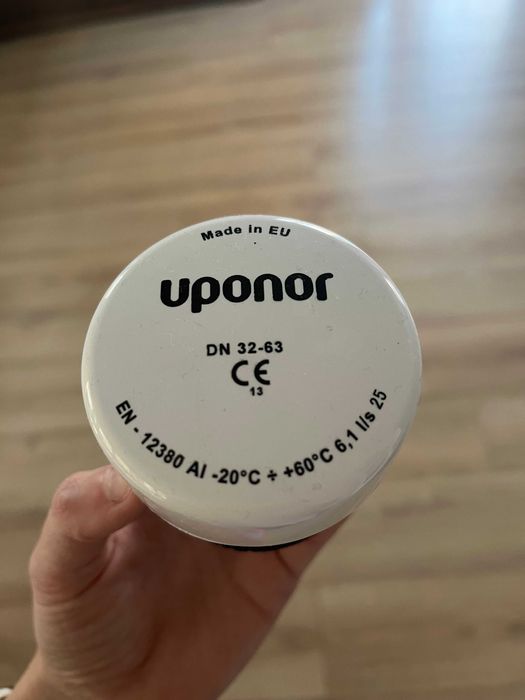 Made in EU
uponor
DN 32-63
CE
13
EN - 12380 AI -20°C ÷ +60°C 6,1 l/s 25